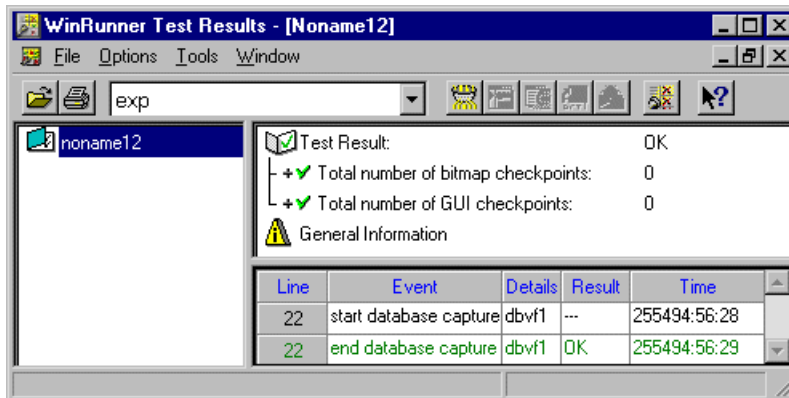 WinRunner Test Results - [Noname12]
File Options Tools Window
exp
noname12
Test Result: OK
Total number of bitmap checkpoints: 0
Total number of GUI checkpoints: 0
General Information
Line Event Details Result Time
22 start database capture dbvf1 --- 255494:56:28
22 end database capture dbvf1 OK 255494:56:29